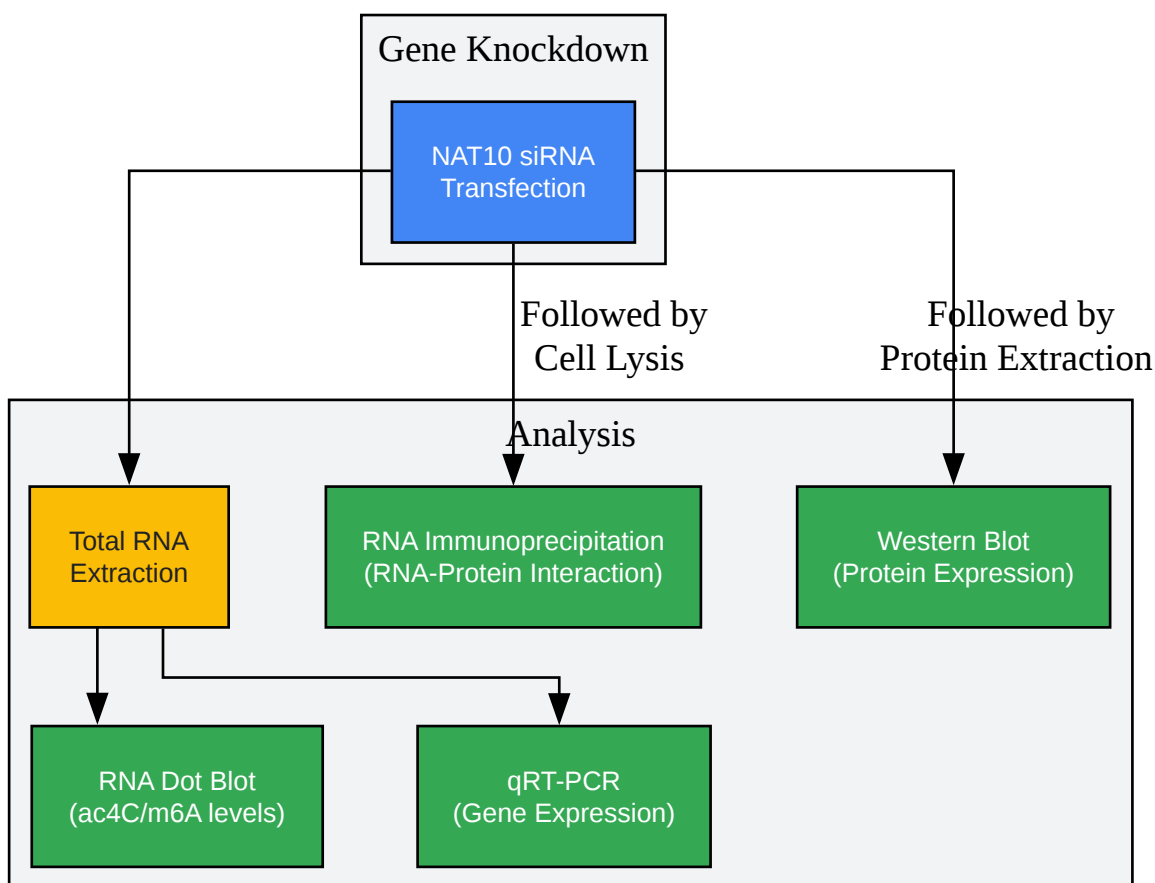 Gene Knockdown
NAT10 siRNA
Transfection
Followed by
Cell Lysis
Followed by
Protein Extraction
Analysis
Total RNA
Extraction
RNA Immunoprecipitation
(RNA-Protein Interaction)
Western Blot
(Protein Expression)
RNA Dot Blot
(ac4C/m6A levels)
qRT-PCR
(Gene Expression)